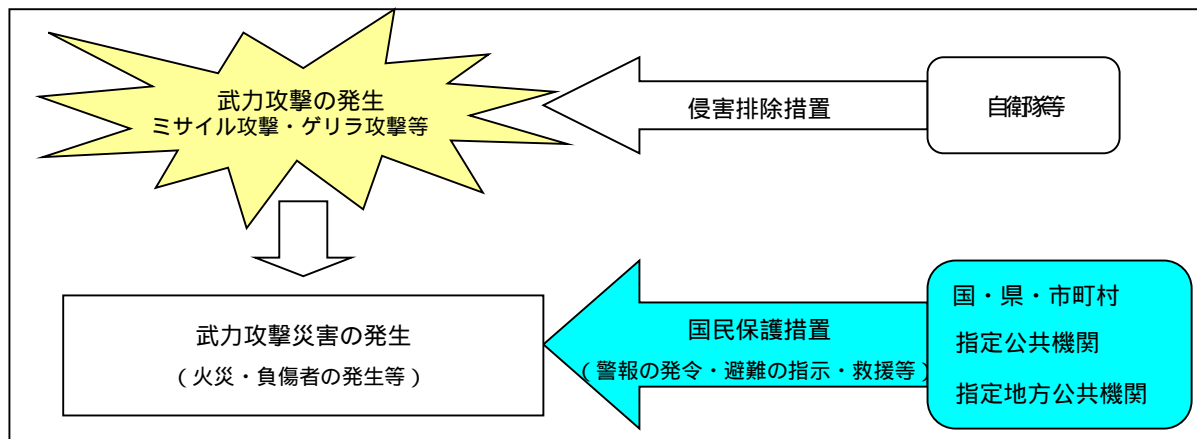 武力攻撃の発生
ミサイル攻撃・ゲリラ攻撃等
侵害排除措置
自衛隊等
武力攻撃災害の発生
（火災・負傷者の発生等）
国民保護措置
（警報の発令・避難の指示・救援等）
国・県・市町村
指定公共機関
指定地方公共機関